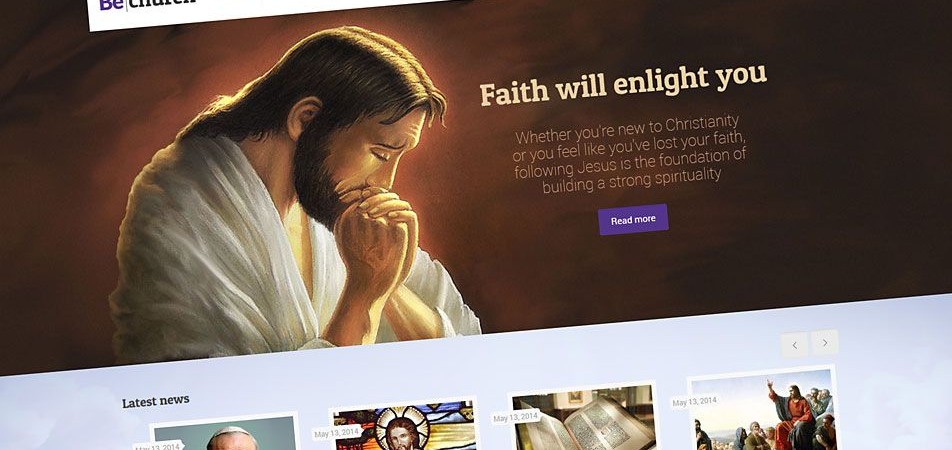 Be church
Faith will enlight you
Whether you're new to Christianity
or you feel like you've lost your faith,
following Jesus is the foundation of
building a strong spirituality
Read more
Latest news
May 13, 2014
May 13, 2014
May 13, 2014
May 13, 2014